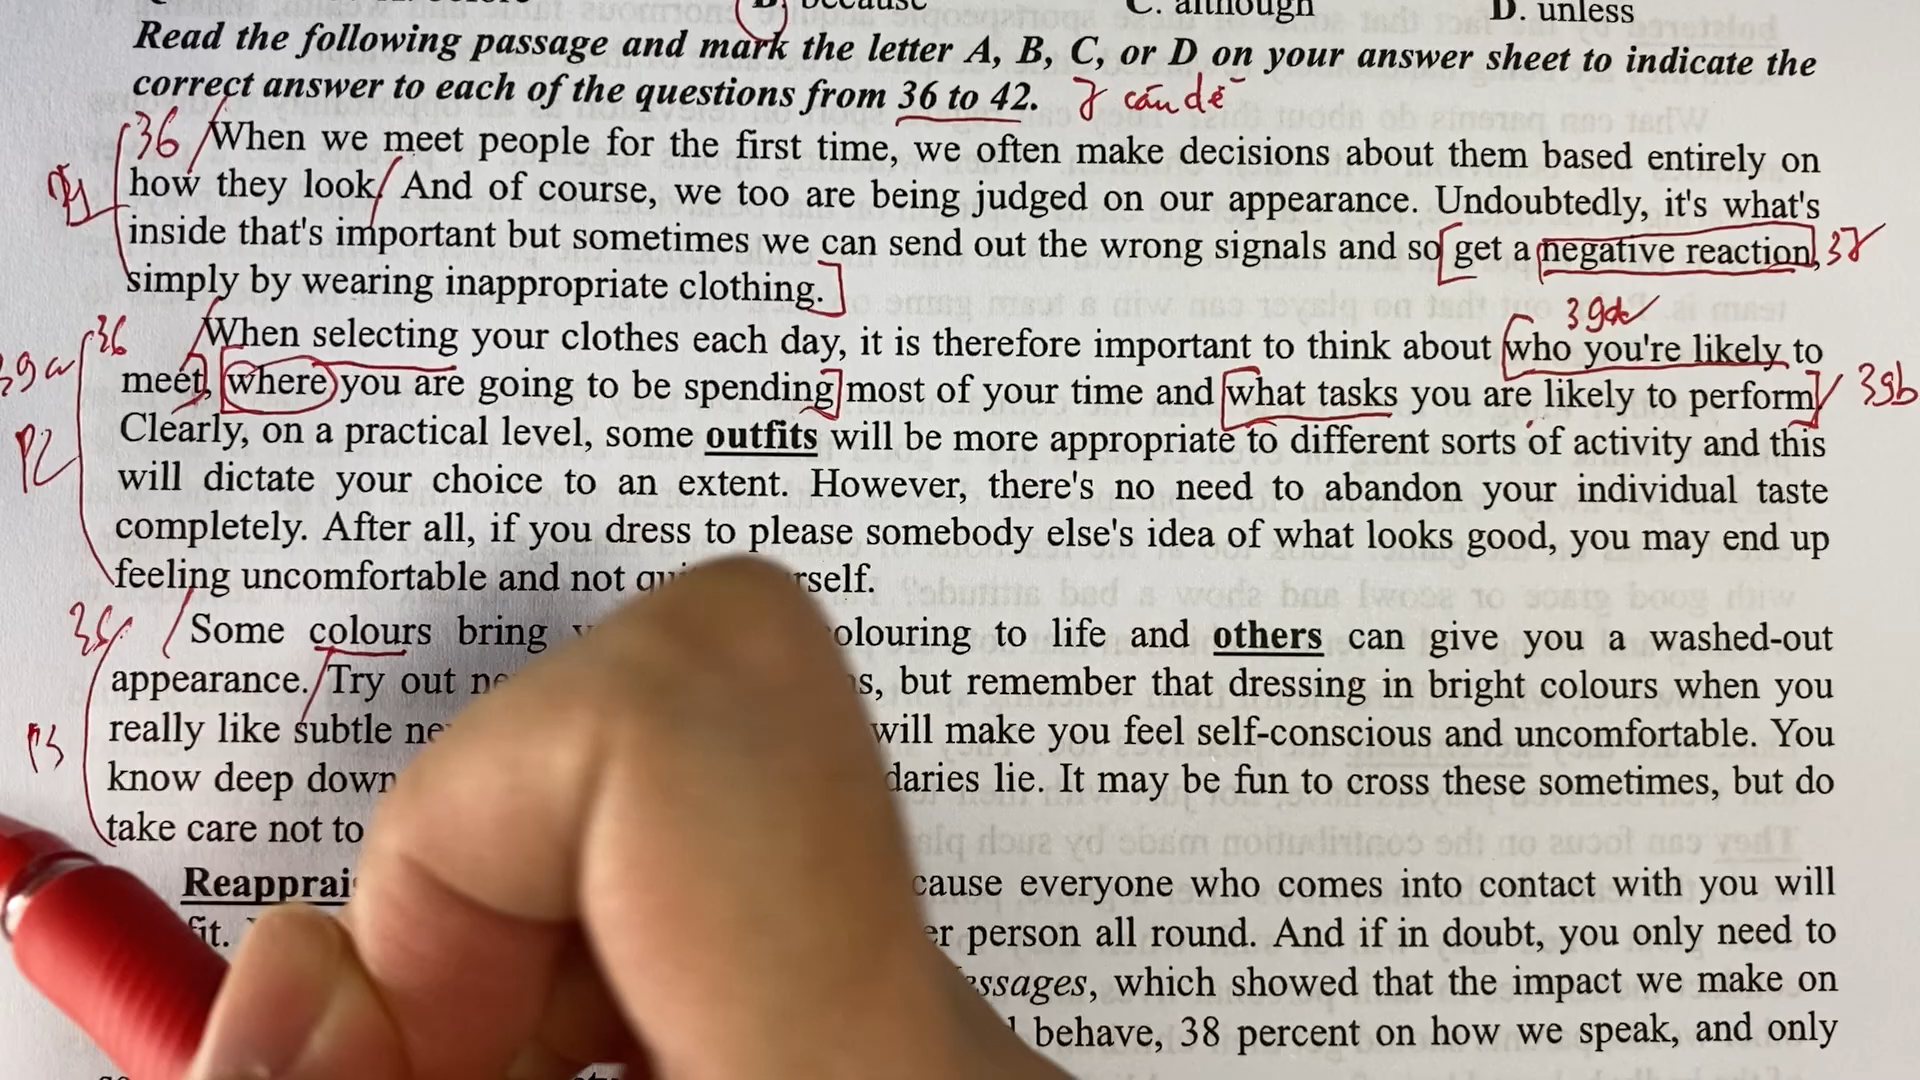 because C. although D. unless
Read the following passage and mark the letter A, B, C, or D on your answer sheet to indicate the
correct answer to each of the questions from 36 to 42. 7 câu dễ
36 When we meet people for the first time, we often make decisions about them based entirely on
how they look. And of course, we too are being judged on our appearance. Undoubtedly, it's what's
P1
inside that's important but sometimes we can send out the wrong signals and so get a negative reaction, 37
simply by wearing inappropriate clothing.
39c
36 When selecting your clothes each day, it is therefore important to think about who you're likely to
39a meet, where you are going to be spending most of your time and what tasks you are likely to perform. 39b
P2 Clearly, on a practical level, some outfits will be more appropriate to different sorts of activity and this
will dictate your choice to an extent. However, there's no need to abandon your individual taste
completely. After all, if you dress to please somebody else's idea of what looks good, you may end up
feeling uncomfortable and not
Some colours bring olouring to life and others can give you a washed-out
appearance. Try out but remember that dressing in bright colours when you
P3 really like subtle will make you feel self-conscious and uncomfortable. You
know deep down daries lie. It may be fun to cross these sometimes, but do
take care not to
Reapprai cause everyone who comes into contact with you will
fit. er person all round. And if in doubt, you only need to
ssages, which showed that the impact we make on
behave, 38 percent on how we speak, and only